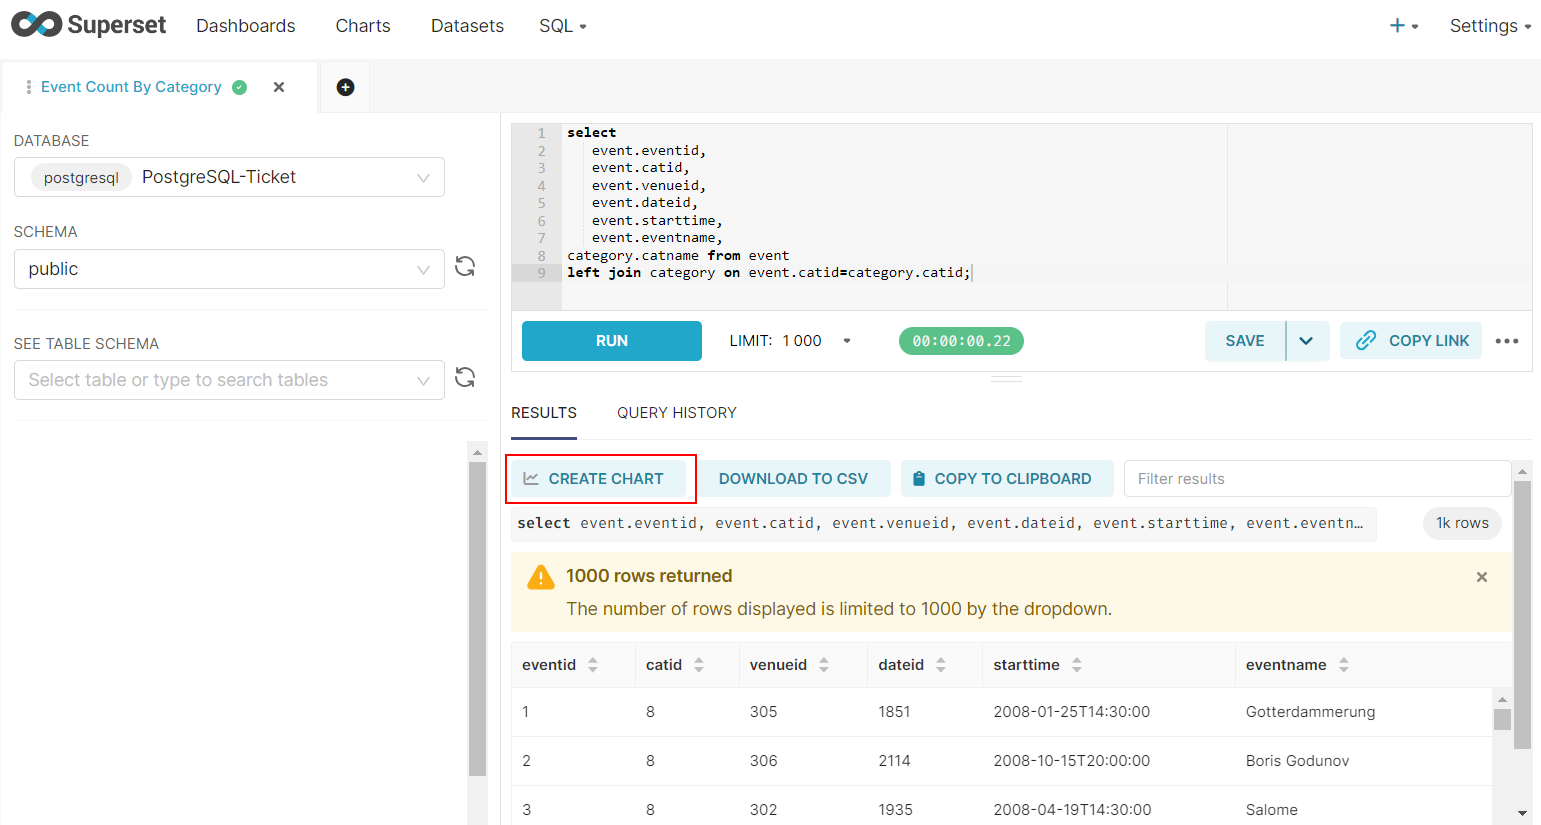 Superset Dashboards Charts Datasets SQL + Settings
Event Count By Category
DATABASE
postgresql PostgreSQL-Ticket
SCHEMA
public
SEE TABLE SCHEMA
Select table or type to search tables
1 select
2 event.eventid,
3 event.catid,
4 event.venueid,
5 event.dateid,
6 event.starttime,
7 event.eventname,
8 category.catname from event
9 left join category on event.catid=category.catid;
RUN LIMIT: 1 000 00:00:00.22 SAVE COPY LINK
RESULTS QUERY HISTORY
CREATE CHART DOWNLOAD TO CSV COPY TO CLIPBOARD Filter results
select event.eventid, event.catid, event.venueid, event.dateid, event.starttime, event.eventn… 1k rows
1000 rows returned
The number of rows displayed is limited to 1000 by the dropdown.
eventid catid venueid dateid starttime eventname
1 8 305 1851 2008-01-25T14:30:00 Gotterdammerung
2 8 306 2114 2008-10-15T20:00:00 Boris Godunov
3 8 302 1935 2008-04-19T14:30:00 Salome